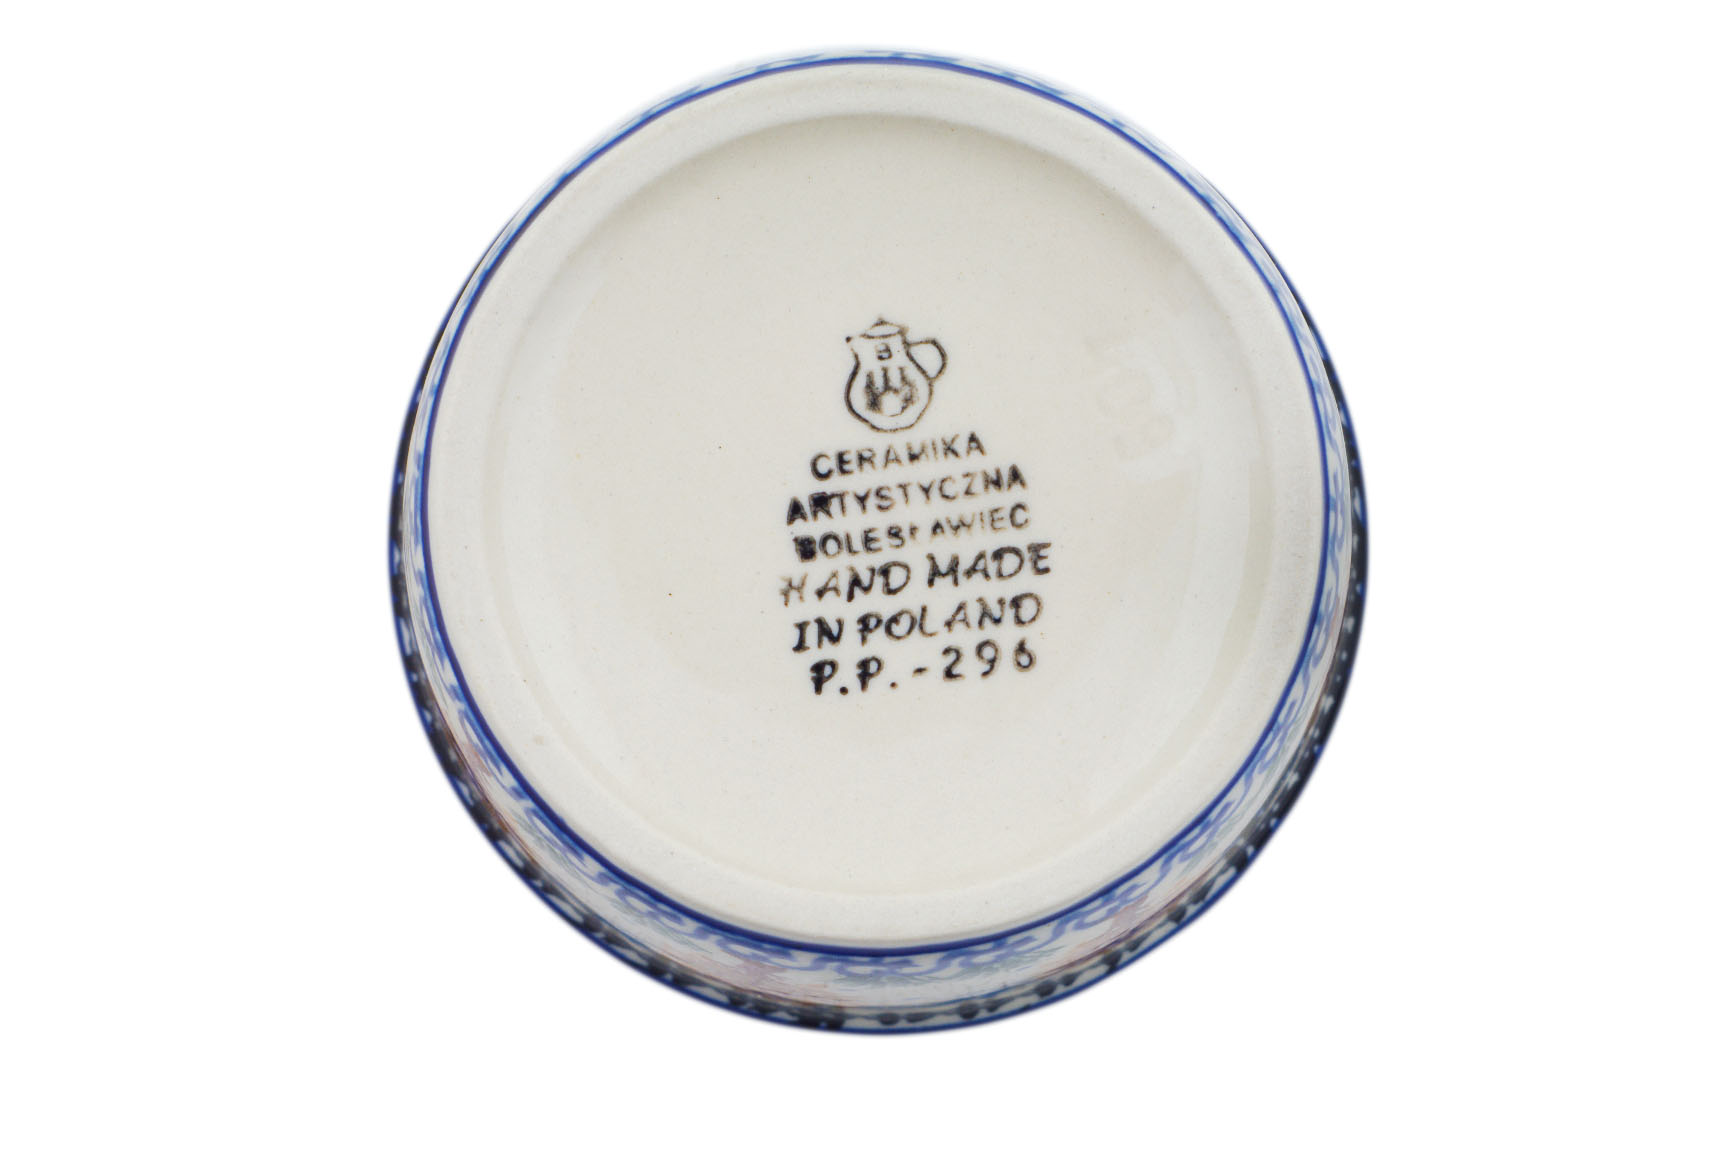 B
CERAMIKA
ARTYSTYCZNA
BOLESŁAWIEC
HAND MADE
IN POLAND
P.P.-296